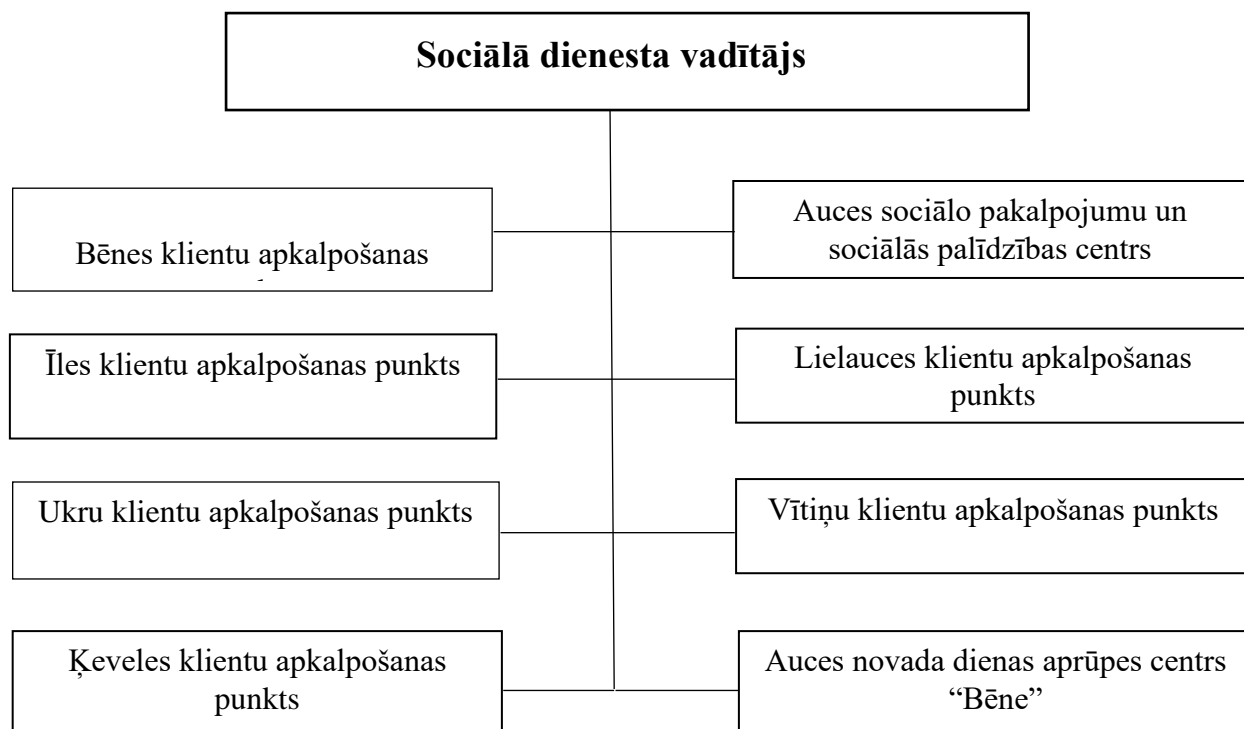 Sociālā dienesta vadītājs
Bēnes klientu apkalpošanas
Auces sociālo pakalpojumu un
sociālās palīdzības centrs
Īles klientu apkalpošanas punkts
Lielauces klientu apkalpošanas
punkts
Ukru klientu apkalpošanas punkts
Vītiņu klientu apkalpošanas punkts
Ķeveles klientu apkalpošanas
punkts
Auces novada dienas aprūpes centrs
“Bēne”